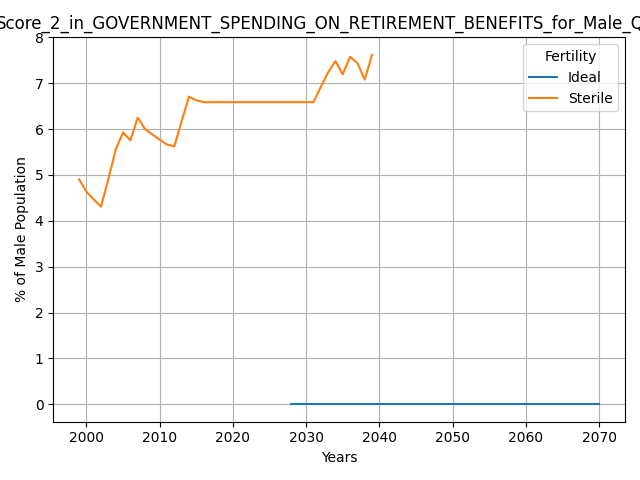 Score_2_in_GOVERNMENT_SPENDING_ON_RETIREMENT_BENEFITS_for_Male_Q
8
7
6
5
4
3
2
1
0
% of Male Population
Fertility
Ideal
Sterile
2000 2010 2020 2030 2040 2050 2060 2070
Years